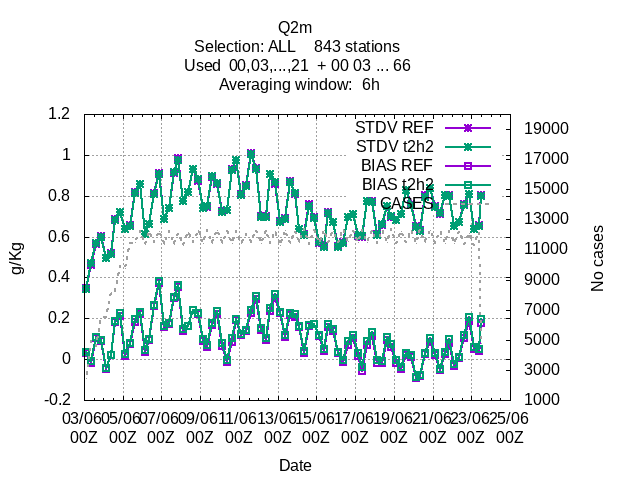 Q2m
Selection: ALL    843 stations
Used  00,03,...,21  + 00 03 ... 66
Averaging window:  6h
STDV REF
STDV t2h2
BIAS REF
BIAS t2h2
CASES
1.2
1
0.8
0.6
0.4
0.2
0
-0.2
g/Kg
19000
17000
15000
13000
11000
9000
7000
5000
3000
1000
No cases
03/06 05/06 07/06 09/06 11/06 13/06 15/06 17/06 19/06 21/06 23/06 25/06
00Z 00Z 00Z 00Z 00Z 00Z 00Z 00Z 00Z 00Z 00Z 00Z
Date